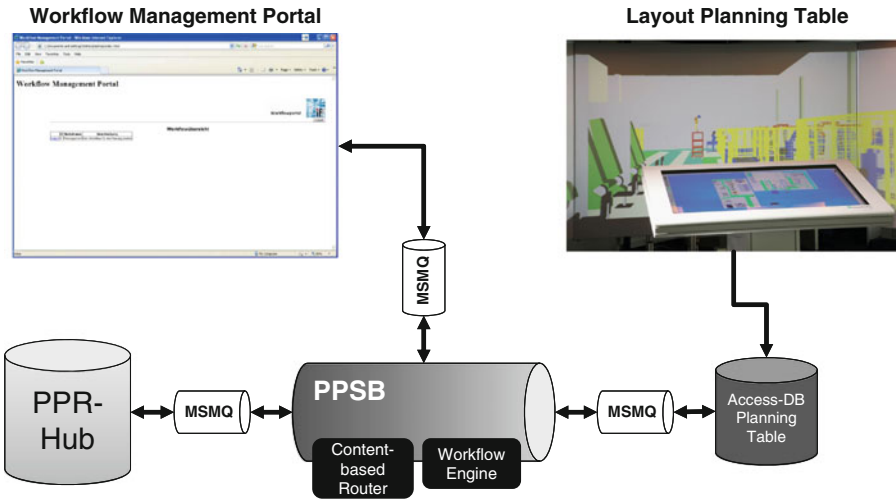 Workflow Management Portal
Layout Planning Table
Workflow Management Portal
Workflowportal
Workflowübersicht
MSMQ
PPR-
Hub
MSMQ
PPSB
Content-
based
Router
Workflow
Engine
MSMQ
Access-DB
Planning
Table